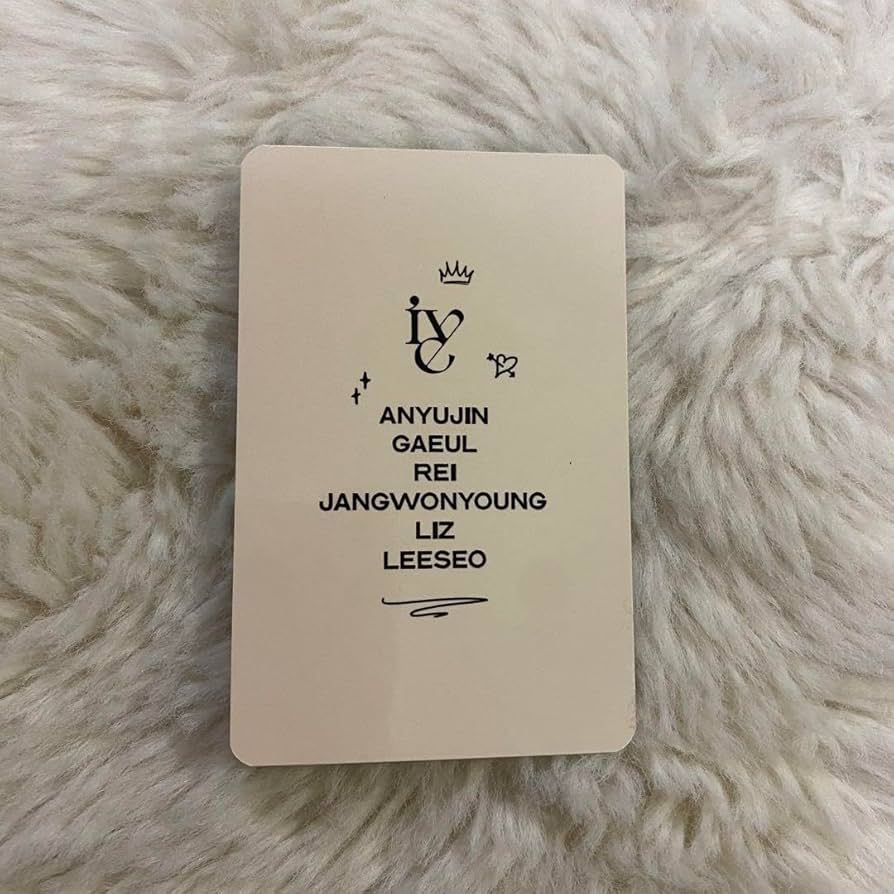 IVE
ANYUJIN
GAEUL
REI
JANGWONYOUNG
LIZ
LEESEO